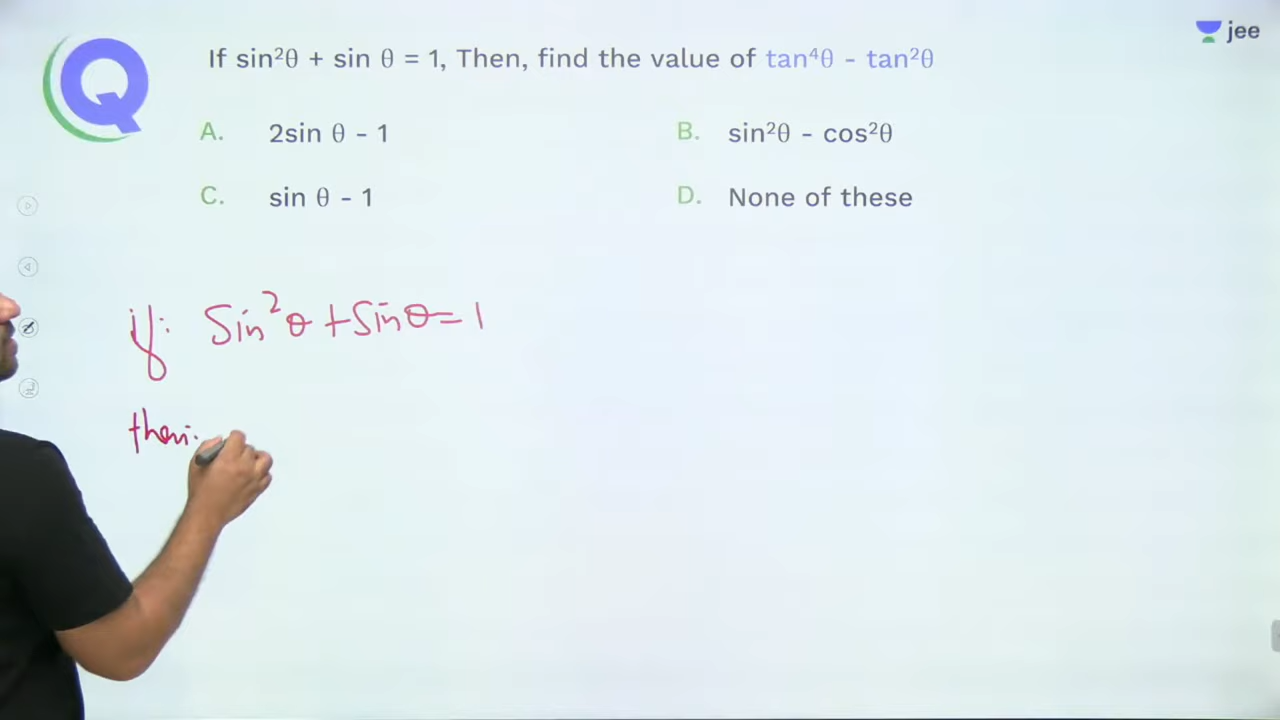 jee
Q
If sin²θ + sin θ = 1, Then, find the value of tan⁴θ - tan²θ
A. 2sin θ - 1
B. sin²θ - cos²θ
C. sin θ - 1
D. None of these
if: Sin²θ + Sinθ = 1
then: